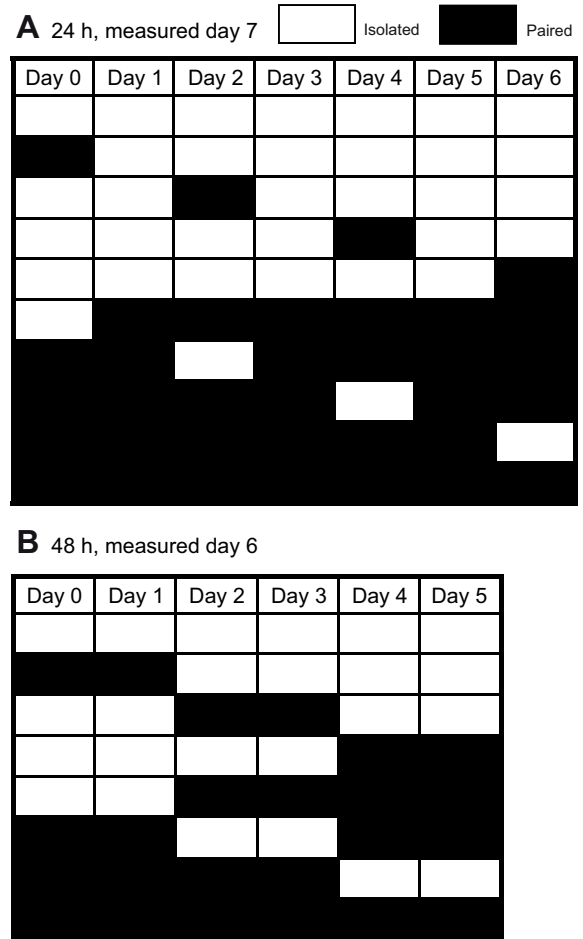 A 24 h, measured day 7 Isolated Paired
Day 0 Day 1 Day 2 Day 3 Day 4 Day 5 Day 6
B 48 h, measured day 6
Day 0 Day 1 Day 2 Day 3 Day 4 Day 5